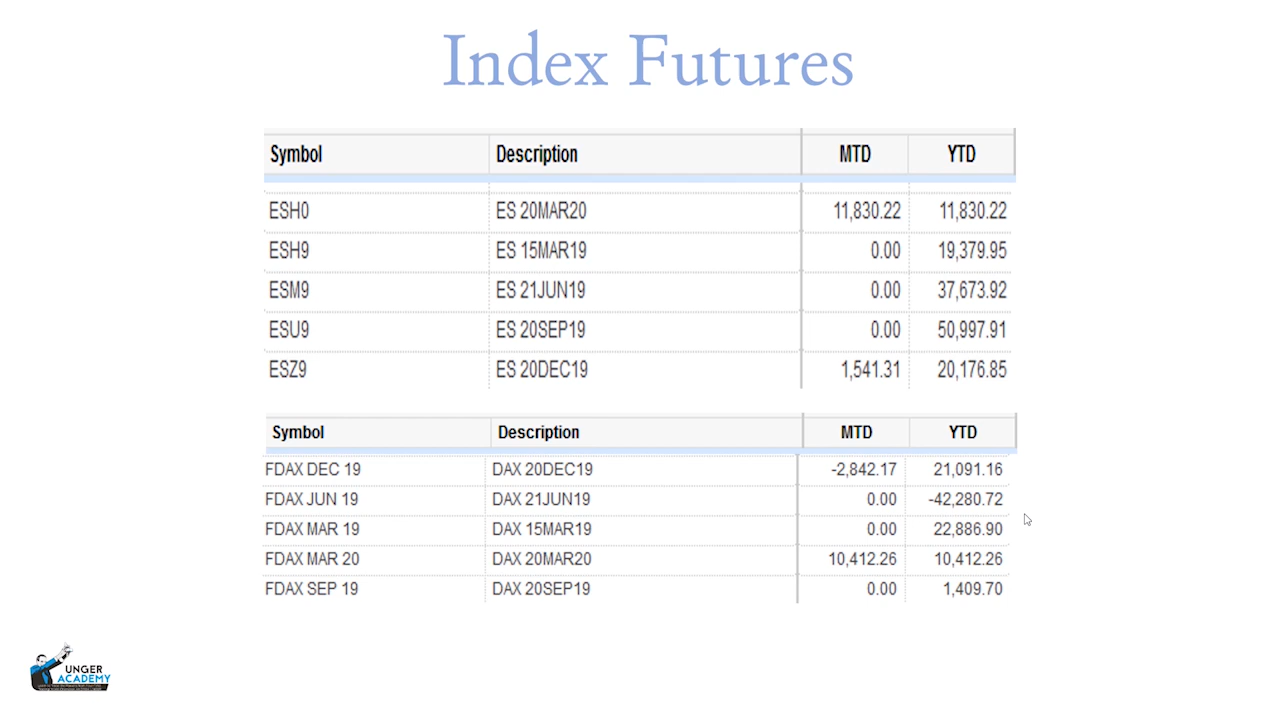 Index Futures
Symbol Description MTD YTD
ESH0 ES 20MAR20 11,830.22 11,830.22
ESH9 ES 15MAR19 0.00 19,379.95
ESM9 ES 21JUN19 0.00 37,673.92
ESU9 ES 20SEP19 0.00 50,997.91
ESZ9 ES 20DEC19 1,541.31 20,176.85
Symbol Description MTD YTD
FDAX DEC 19 DAX 20DEC19 -2,842.17 21,091.16
FDAX JUN 19 DAX 21JUN19 0.00 -42,280.72
FDAX MAR 19 DAX 15MAR19 0.00 22,886.90
FDAX MAR 20 DAX 20MAR20 10,412.26 10,412.26
FDAX SEP 19 DAX 20SEP19 0.00 1,409.70
UNGER
ACADEMY